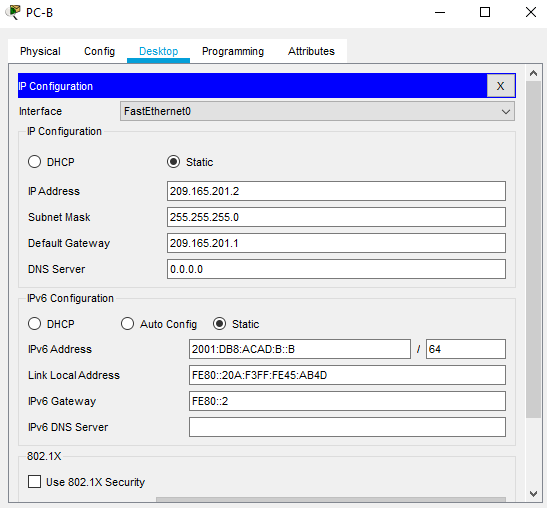 PC-B
Physical Config Desktop Programming Attributes
IP Configuration X
Interface FastEthernet0
IP Configuration
DHCP Static
IP Address 209.165.201.2
Subnet Mask 255.255.255.0
Default Gateway 209.165.201.1
DNS Server 0.0.0.0
IPv6 Configuration
DHCP Auto Config Static
IPv6 Address 2001:DB8:ACAD:B::B / 64
Link Local Address FE80::20A:F3FF:FE45:AB4D
IPv6 Gateway FE80::2
IPv6 DNS Server
802.1X
Use 802.1X Security